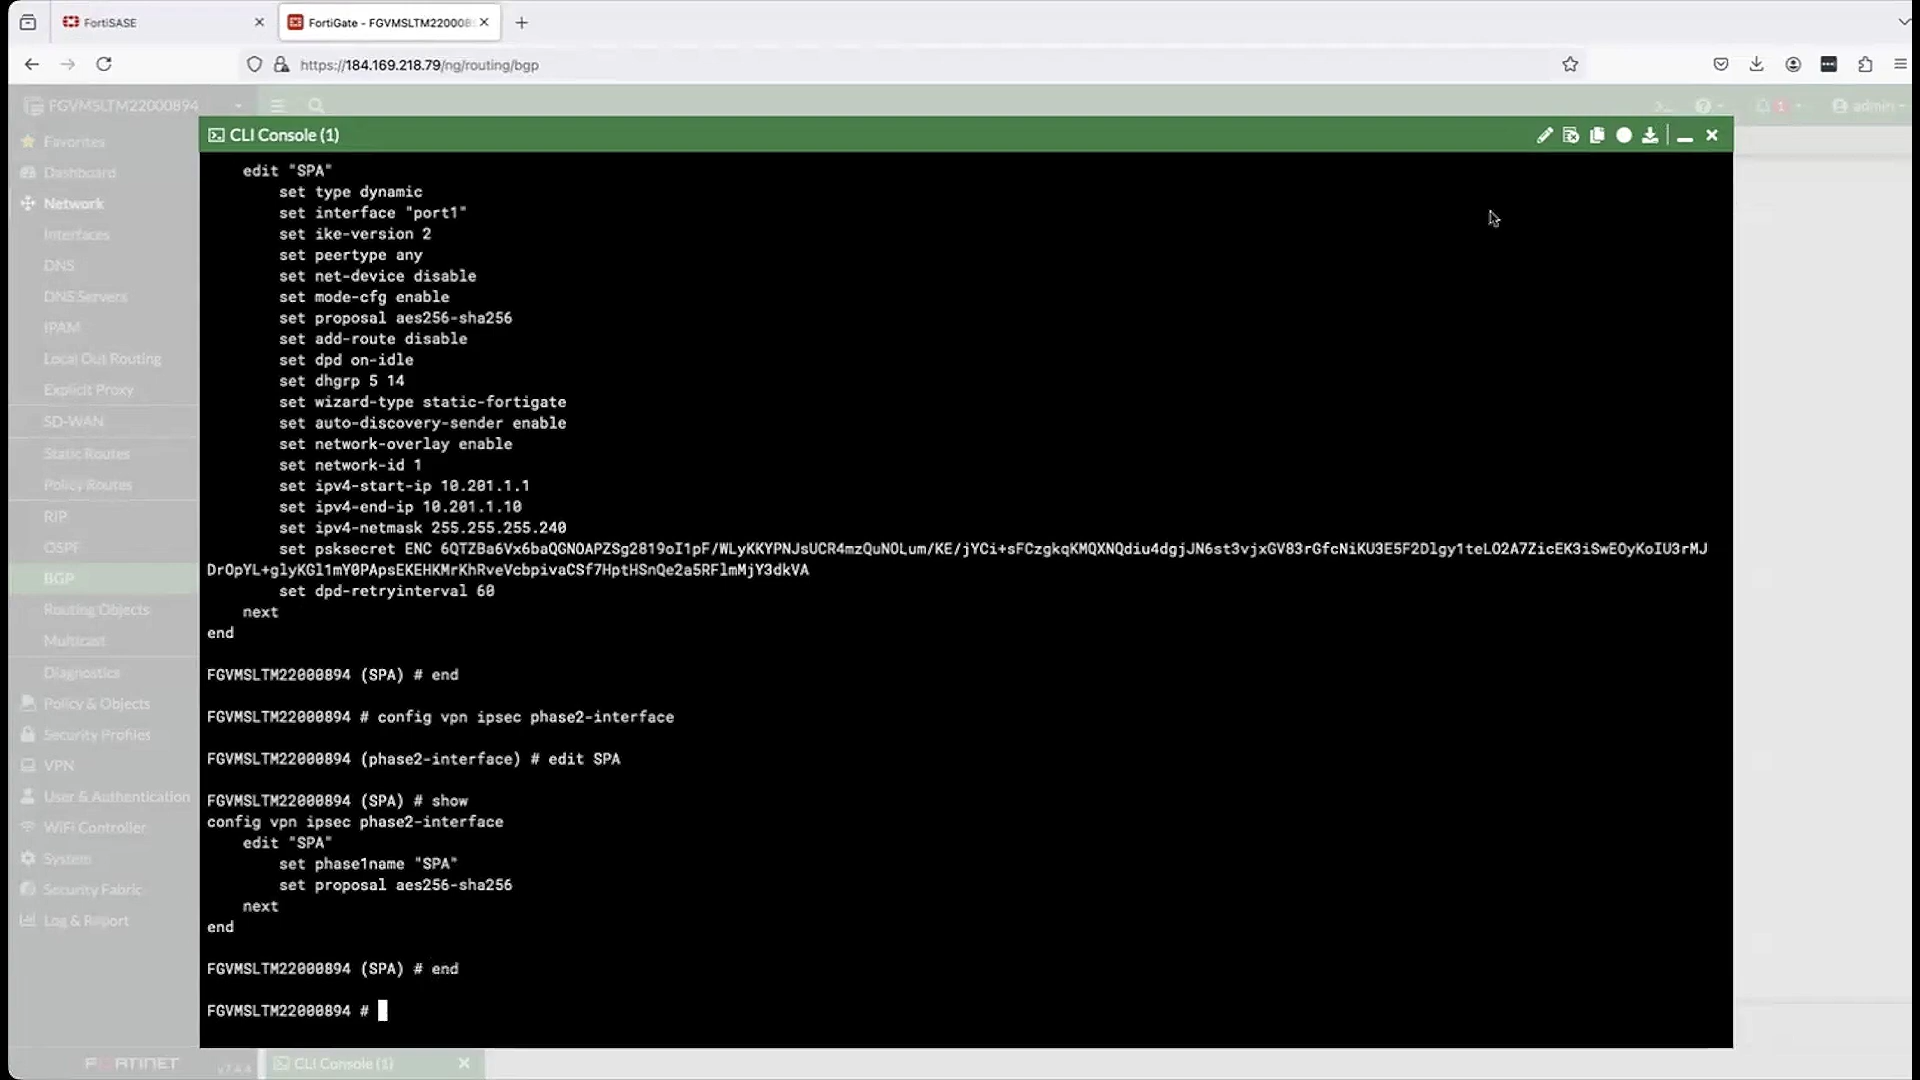 FortiSASE
FortiGate - FGVMSLTM2200089
https://184.169.218.79/ng/routing/bgp
FGVMSLTM22000894
1
admin
Favorites
Dashboard
Network
Interfaces
DNS
DNS Servers
IPAM
Local Out Routing
Explicit Proxy
SD-WAN
Static Routes
Policy Routes
RIP
OSPF
BGP
Routing Objects
Multicast
Diagnostics
Policy & Objects
Security Profiles
VPN
User & Authentication
WiFi Controller
System
Security Fabric
Log & Report
CLI Console (1)
edit "SPA"
set type dynamic
set interface "port1"
set ike-version 2
set peertype any
set net-device disable
set mode-cfg enable
set proposal aes256-sha256
set add-route disable
set dpd on-idle
set dhgrp 5 14
set wizard-type static-fortigate
set auto-discovery-sender enable
set network-overlay enable
set network-id 1
set ipv4-start-ip 10.201.1.1
set ipv4-end-ip 10.201.1.10
set ipv4-netmask 255.255.255.240
set psksecret ENC 6QTZBa6Vx6baQGNOAPZSg2819oI1pF/WLyKKYPNJsUCR4mzQuNOLum/KE/jYCi+sFCzgkqKMQXNQdiu4dgjJN6st3vjxGV83rGfcNiKU3E5F2Dlgy1teLO2A7ZicEK3iSwEOyKoIU3rMJ
DrOpYL+glyKGl1mY0PApsEKEHKMrKhRveVcbpivaCSf7HptHSnQe2a5RFlmMjY3dkVA
set dpd-retryinterval 60
next
end
FGVMSLTM22000894 (SPA) # end
FGVMSLTM22000894 # config vpn ipsec phase2-interface
FGVMSLTM22000894 (phase2-interface) # edit SPA
FGVMSLTM22000894 (SPA) # show
config vpn ipsec phase2-interface
edit "SPA"
set phase1name "SPA"
set proposal aes256-sha256
next
end
FGVMSLTM22000894 (SPA) # end
FGVMSLTM22000894 #
FORTINET
v7.4.4
CLI Console (1)